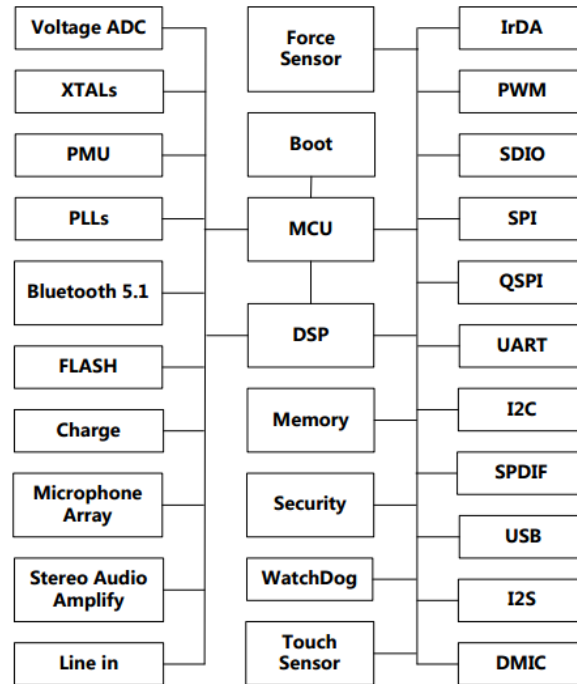 Voltage ADC
XTALs
PMU
PLLs
Bluetooth 5.1
FLASH
Charge
Microphone
Array
Stereo Audio
Amplify
Line in
Force
Sensor
Boot
MCU
DSP
Memory
Security
WatchDog
Touch
Sensor
IrDA
PWM
SDIO
SPI
QSPI
UART
I2C
SPDIF
USB
I2S
DMIC